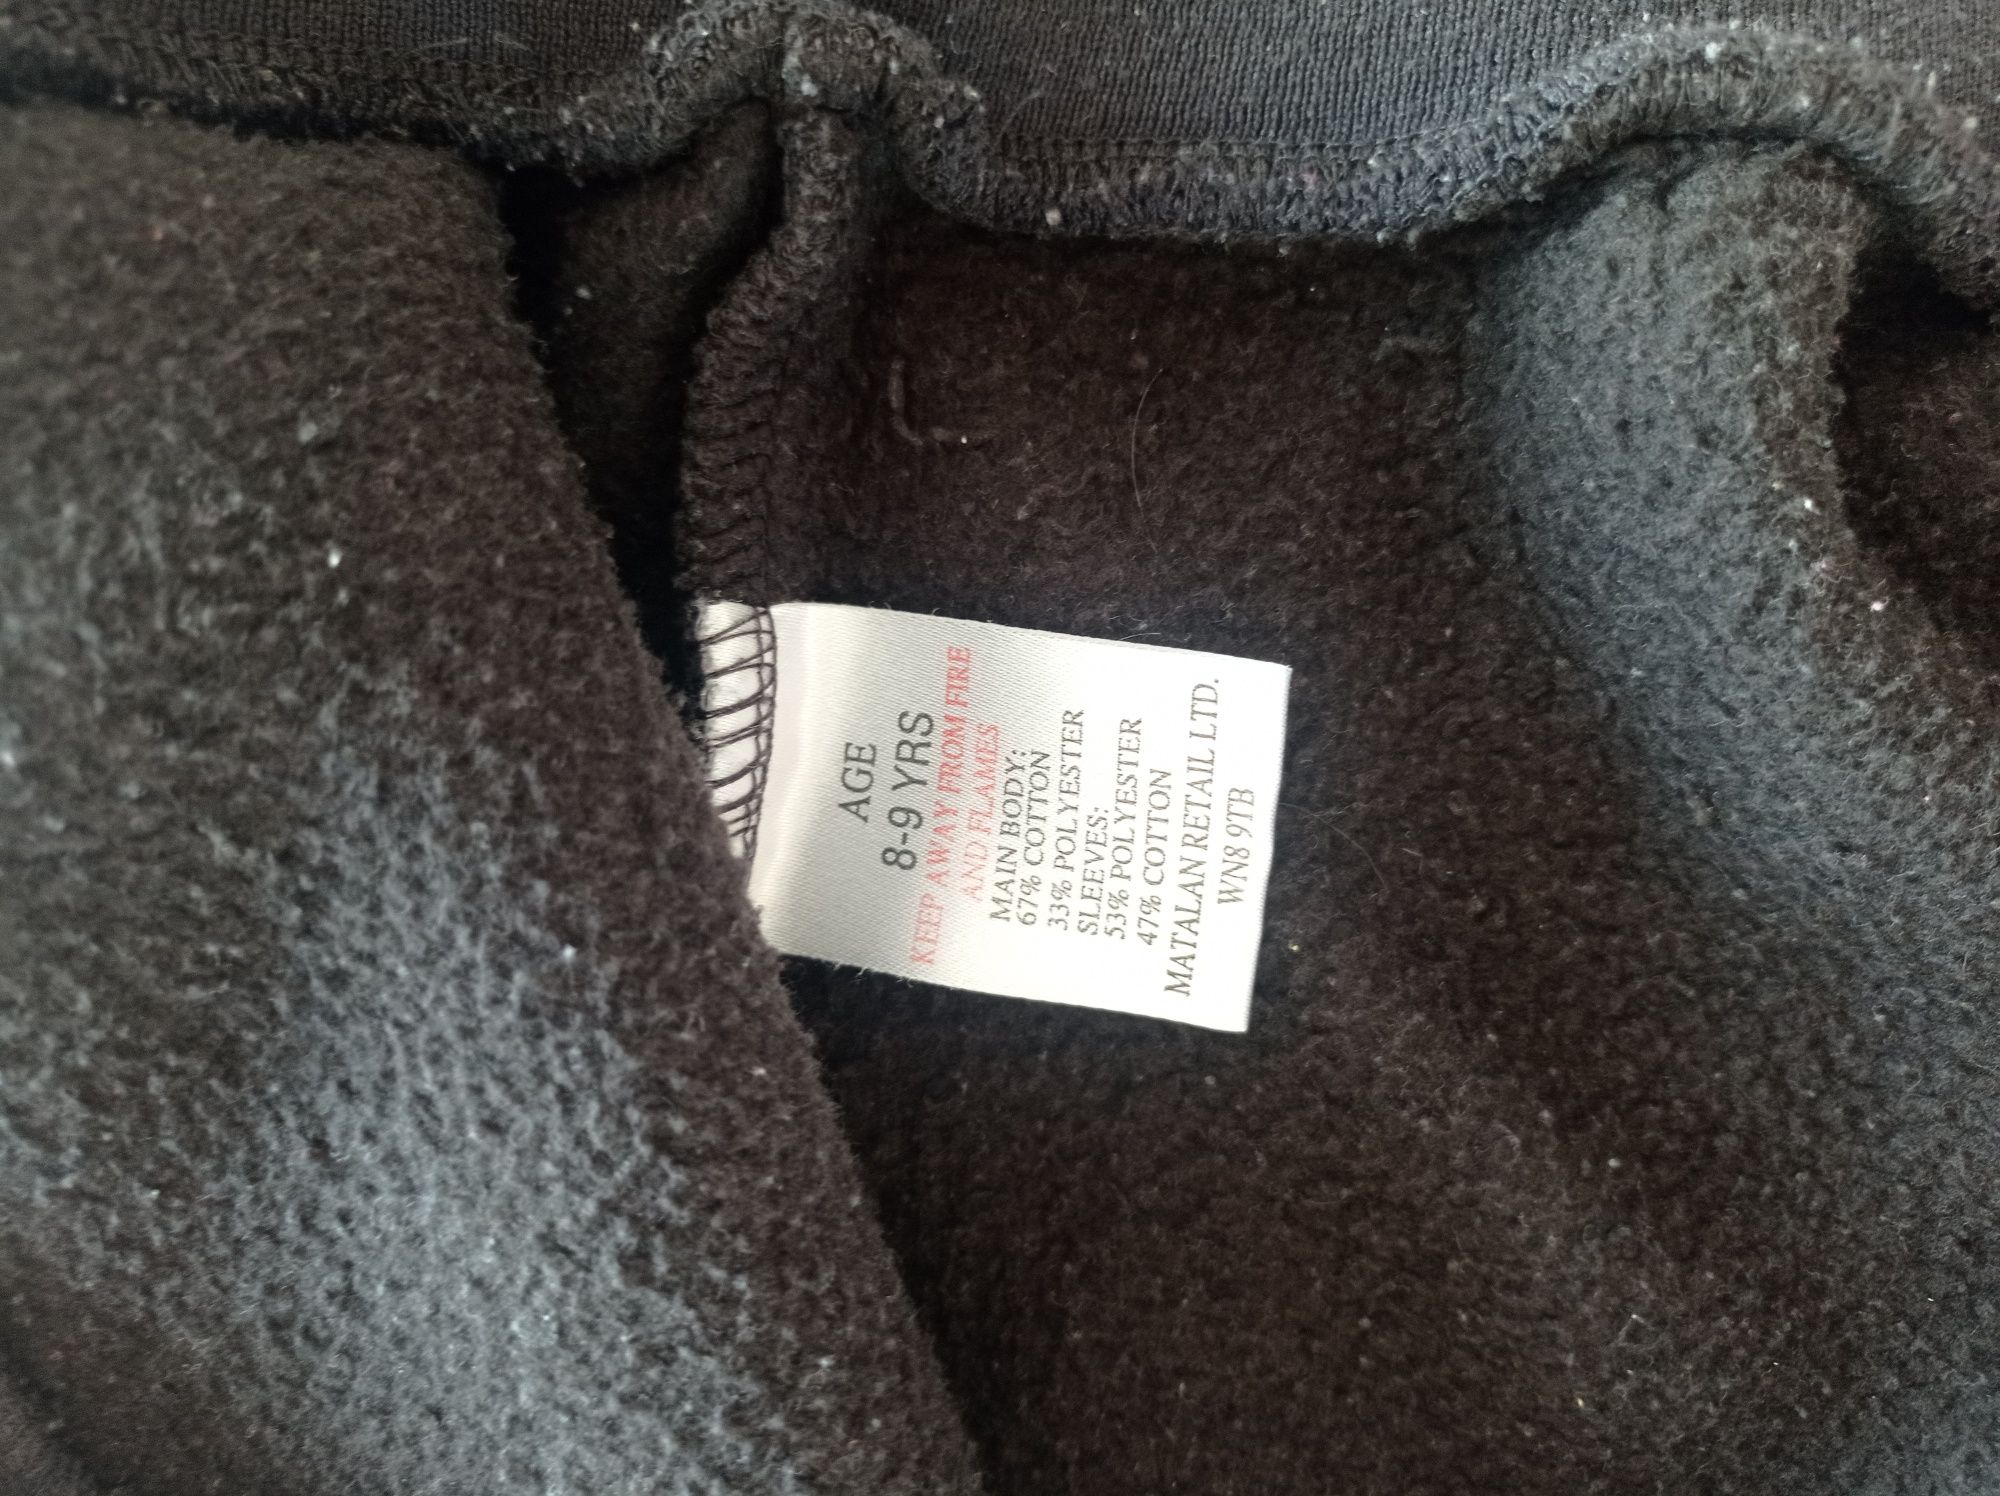 AGE
8-9 YRS
KEEP AWAY FROM FIRE
AND FLAMES
MAIN BODY:
67% COTTON
33% POLYESTER
SLEEVES:
53% POLYESTER
47% COTTON
MATALAN RETAIL LTD.
WN8 9TB